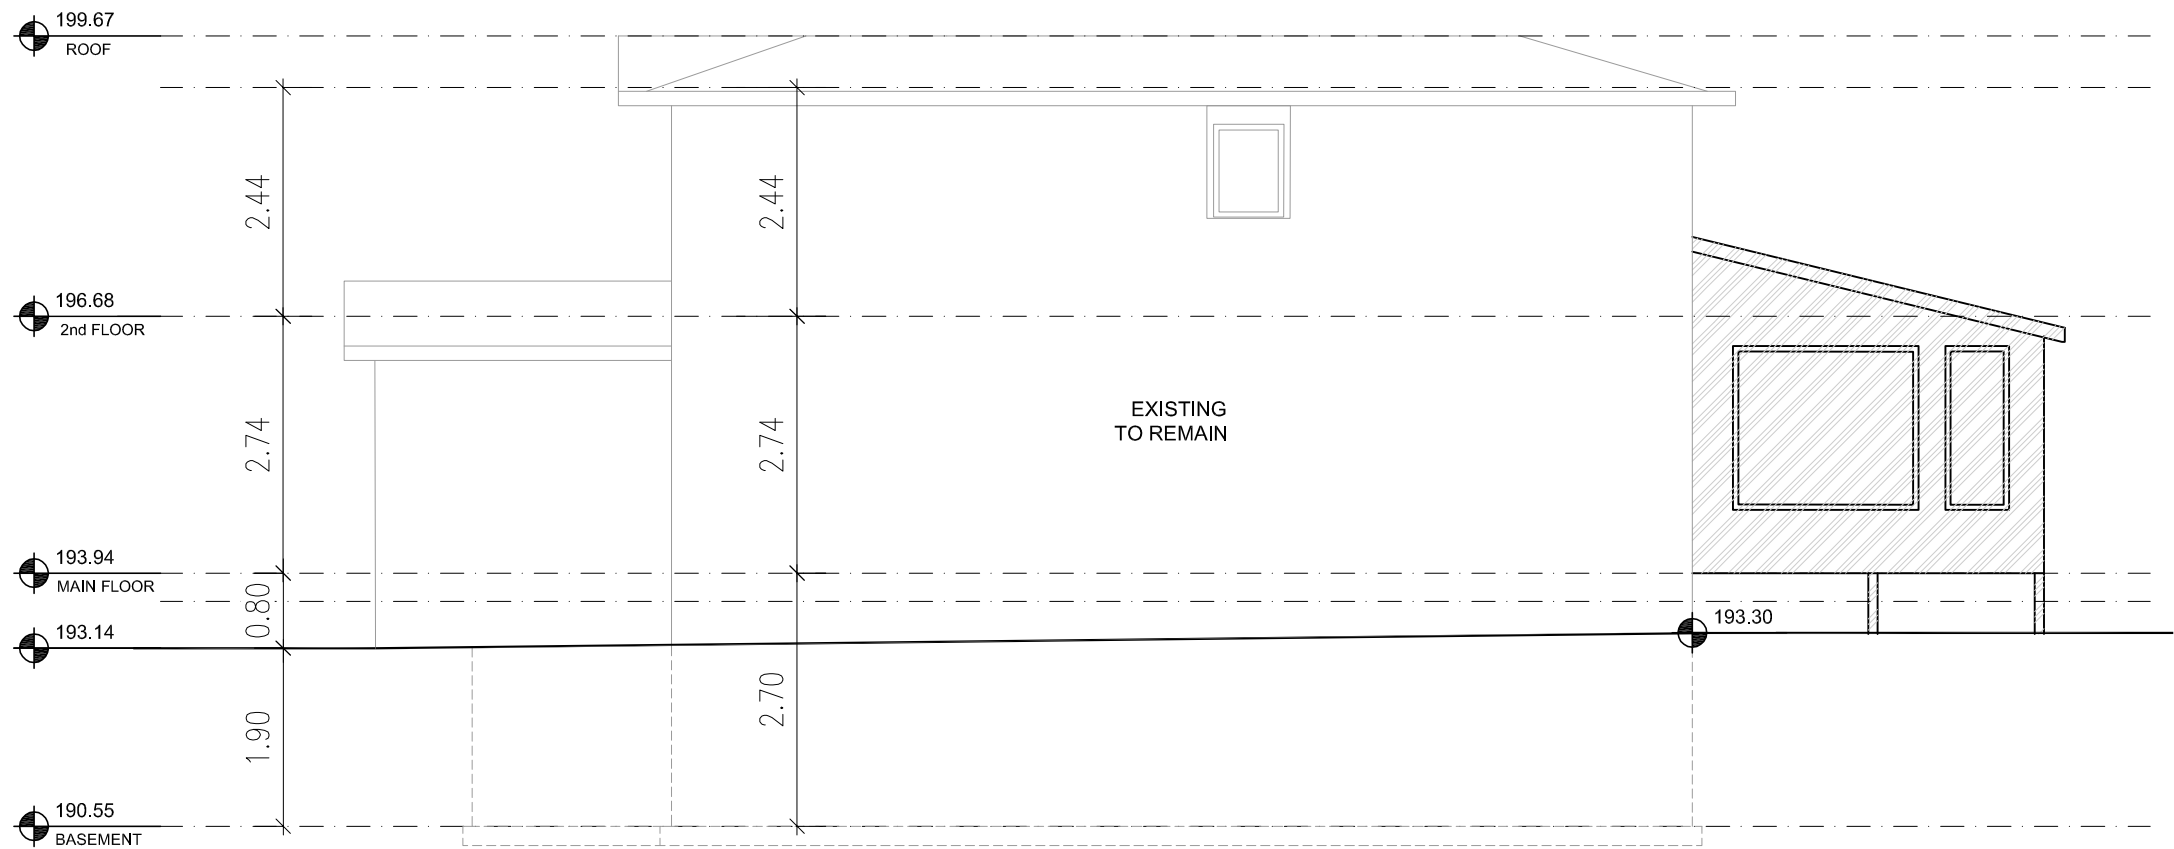 199.67
ROOF
2.44
2.44
196.68
2nd FLOOR
EXISTING
TO REMAIN
2.74
2.74
193.94
MAIN FLOOR
0.80
193.14
193.30
2.70
1.90
190.55
BASEMENT